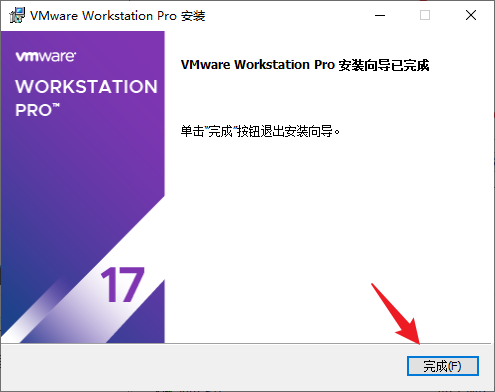 VMware Workstation Pro 安装
vmware®
WORKSTATION
PRO™
VMware Workstation Pro 安装向导已完成
单击"完成"按钮退出安装向导。
17
完成(F)